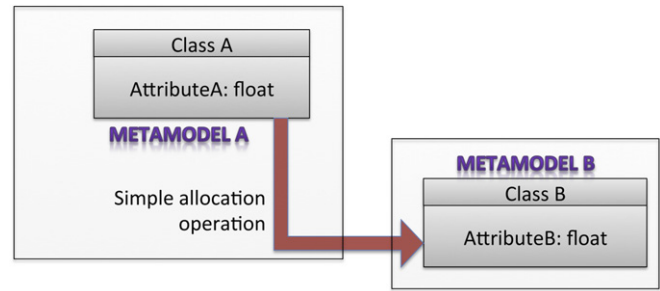 Class A
AttributeA: float
METAMODEL A
Simple allocation
operation
METAMODEL B
Class B
AttributeB: float